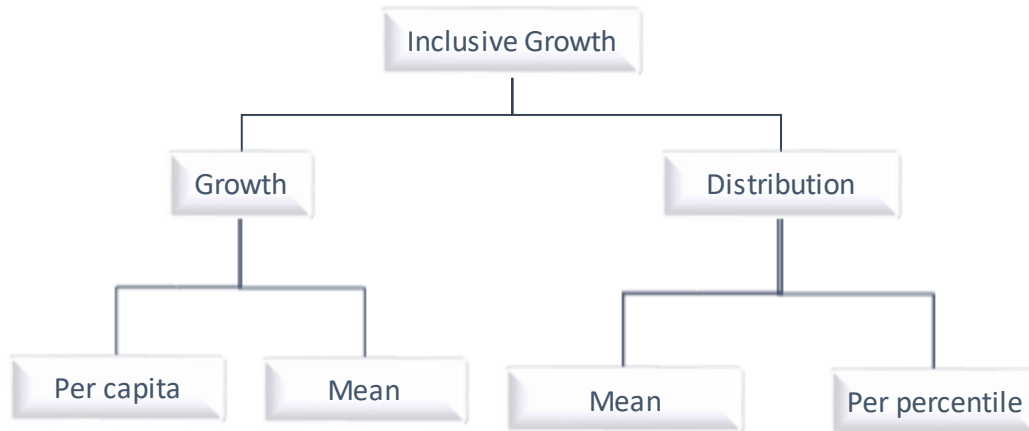 Inclusive Growth
Growth
Distribution
Per capita
Mean
Mean
Per percentile